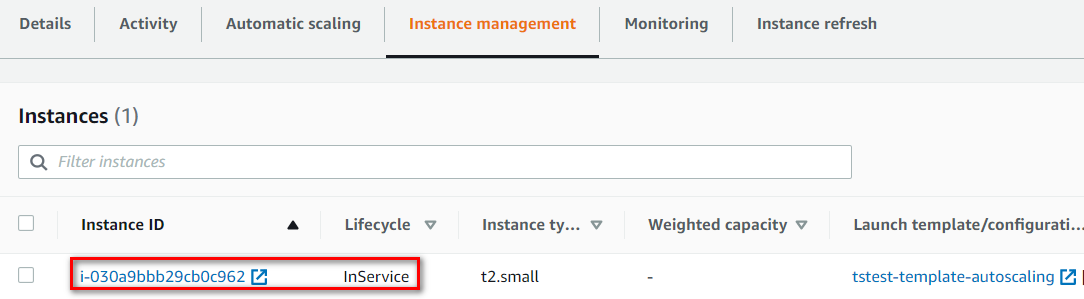 Details Activity Automatic scaling Instance management Monitoring Instance refresh
Instances (1)
Filter instances
Instance ID Lifecycle Instance ty... Weighted capacity Launch template/configurati...
i-030a9bbb29cb0c962 InService t2.small - tstest-template-autoscaling